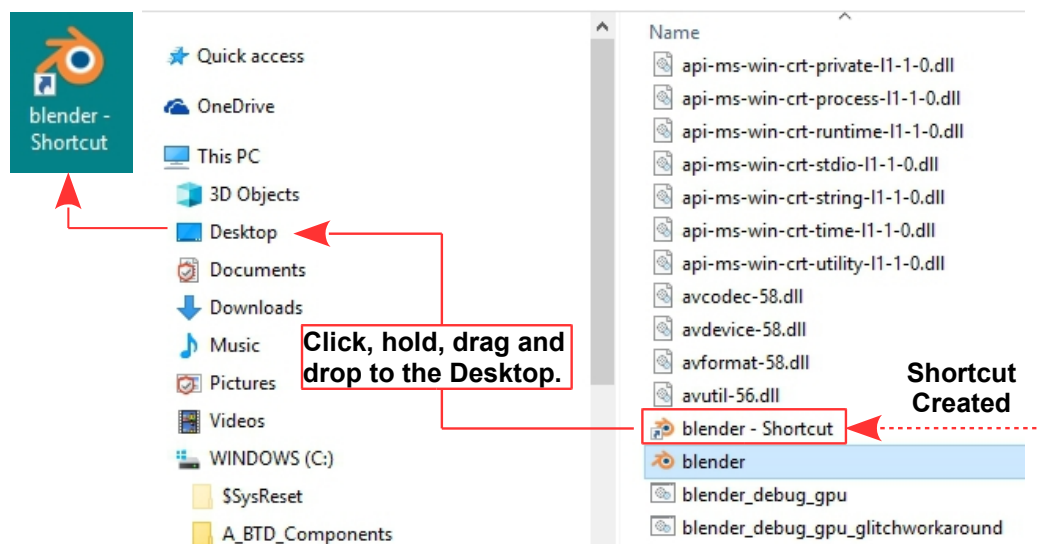 blender -
Shortcut
Quick access
OneDrive
This PC
3D Objects
Desktop
Documents
Downloads
Music
Pictures
Videos
WINDOWS (C:)
$SysReset
A_BTD_Components
Click, hold, drag and
drop to the Desktop.
Name
api-ms-win-crt-private-l1-1-0.dll
api-ms-win-crt-process-l1-1-0.dll
api-ms-win-crt-runtime-l1-1-0.dll
api-ms-win-crt-stdio-l1-1-0.dll
api-ms-win-crt-string-l1-1-0.dll
api-ms-win-crt-time-l1-1-0.dll
api-ms-win-crt-utility-l1-1-0.dll
avcodec-58.dll
avdevice-58.dll
avformat-58.dll
avutil-56.dll
blender - Shortcut
blender
blender_debug_gpu
blender_debug_gpu_glitchworkaround
Shortcut
Created